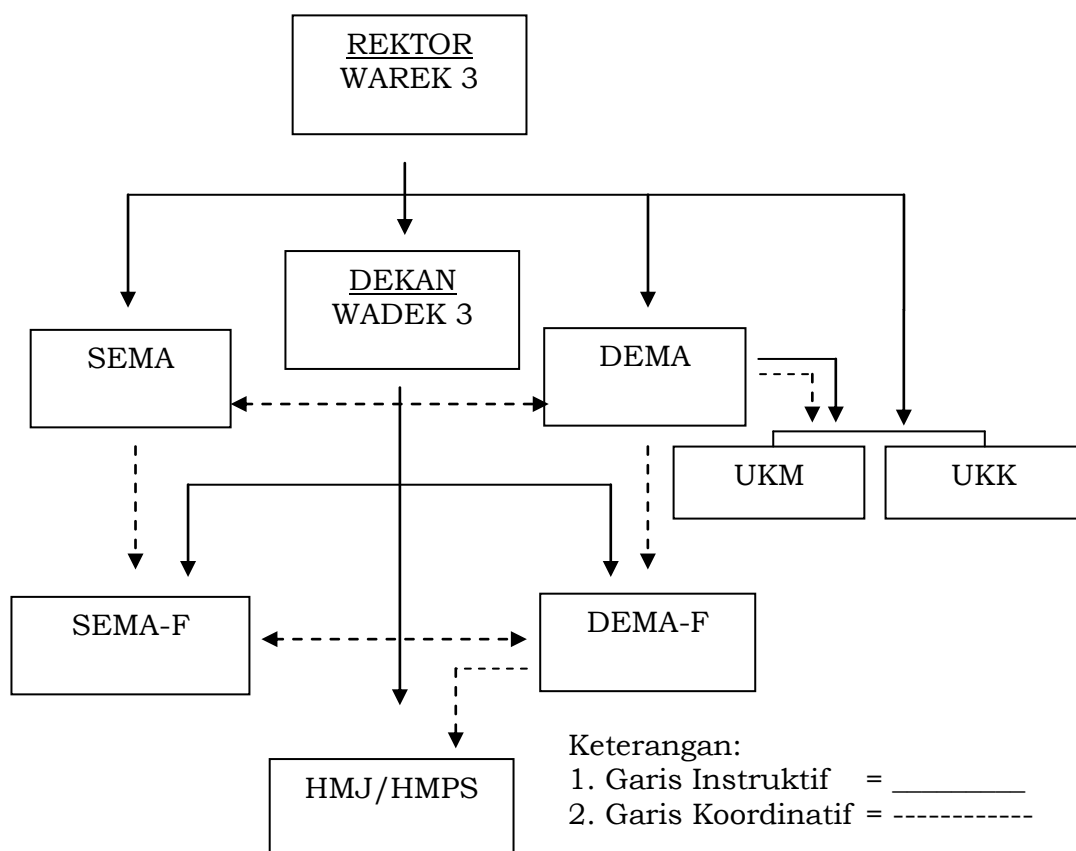 REKTOR
WAREK 3
DEKAN
WADEK 3
SEMA
DEMA
UKM
UKK
SEMA-F
DEMA-F
HMJ/HMPS
Keterangan:
1. Garis Instruktif = _________
2. Garis Koordinatif = ------------